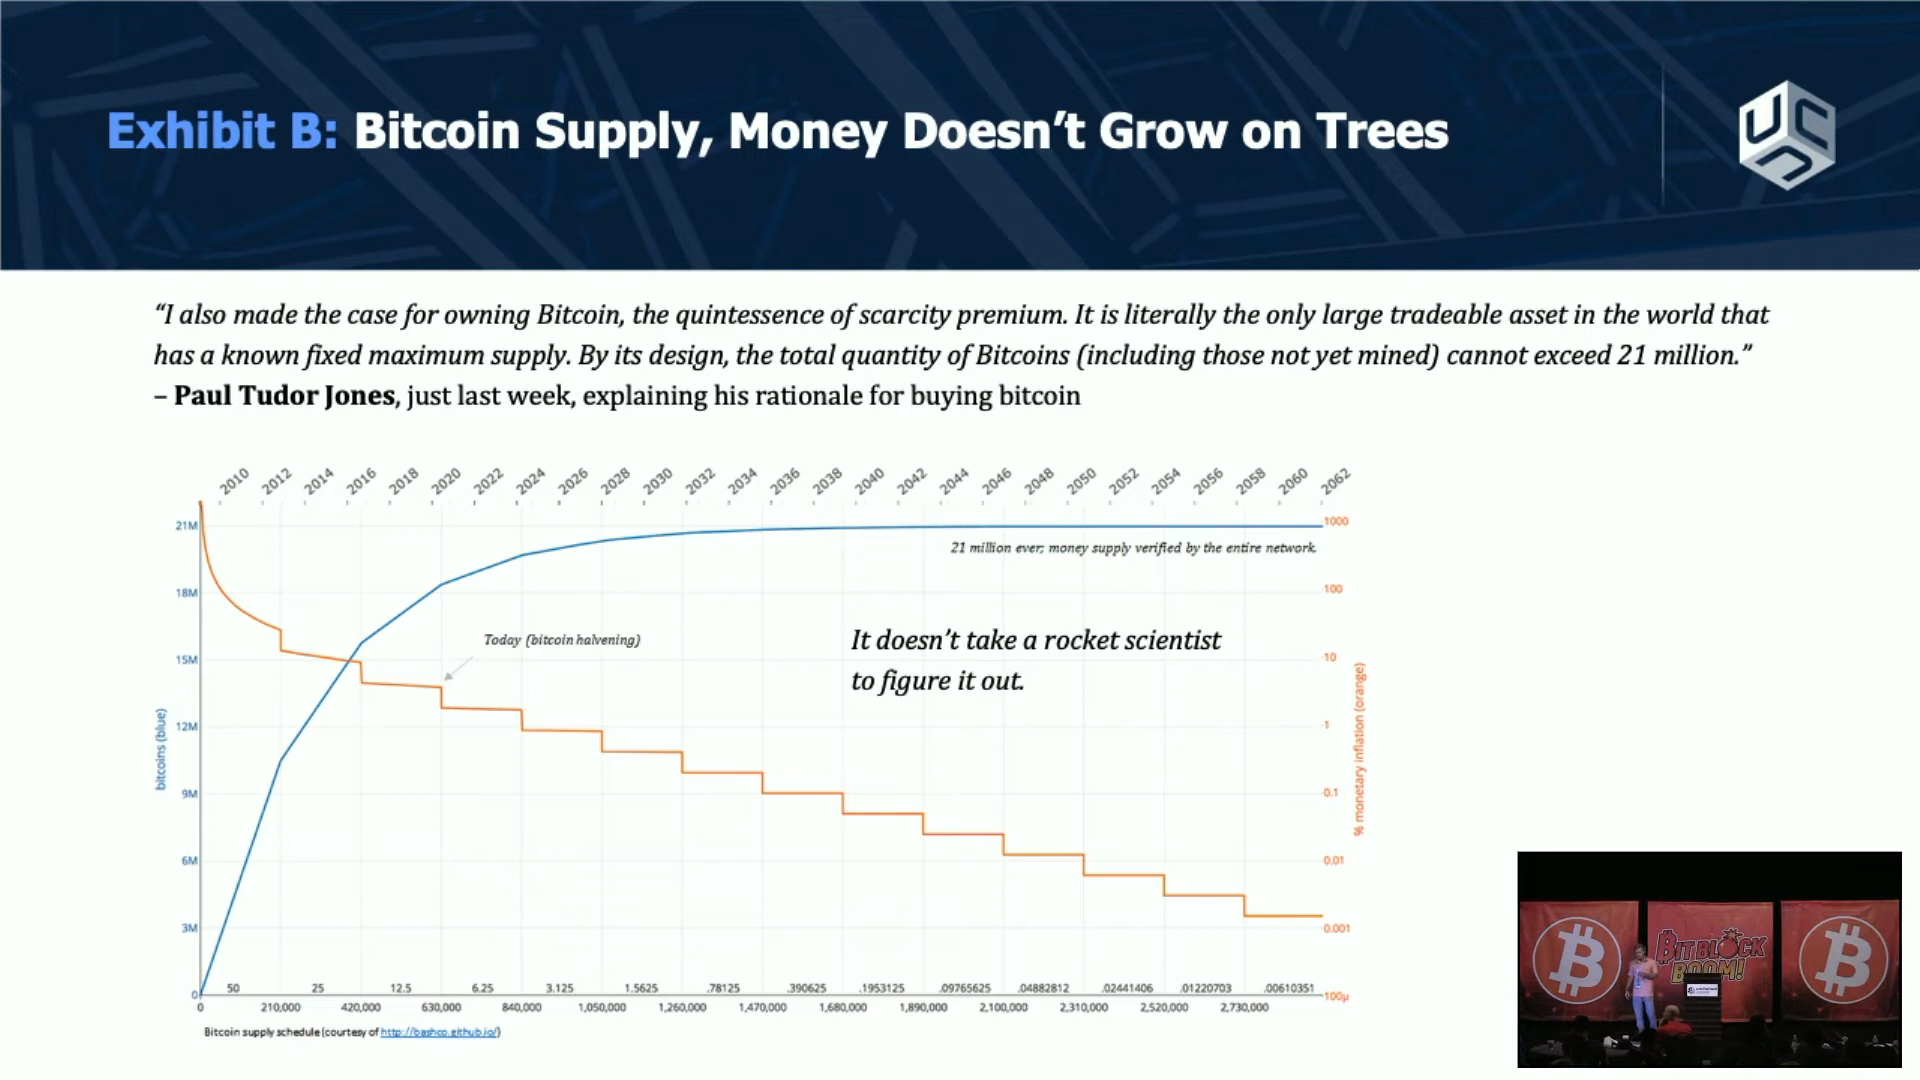 Exhibit B: Bitcoin Supply, Money Doesn't Grow on Trees
UCD
“I also made the case for owning Bitcoin, the quintessence of scarcity premium. It is literally the only large tradeable asset in the world that
has a known fixed maximum supply. By its design, the total quantity of Bitcoins (including those not yet mined) cannot exceed 21 million.”
– Paul Tudor Jones, just last week, explaining his rationale for buying bitcoin
2010 2012 2014 2016 2018 2020 2022 2024 2026 2028 2030 2032 2034 2036 2038 2040 2042 2044 2046 2048 2050 2052 2054 2056 2058 2060 2062
21M
18M
15M
12M
9M
6M
3M
0
bitcoins (blue)
21 million ever; money supply verified by the entire network.
Today (bitcoin halvening)
It doesn't take a rocket scientist
to figure it out.
1000
100
10
1
0.1
0.01
0.001
100µ
% monetary inflation (orange)
50 25 12.5 6.25 3.125 1.5625 .78125 .390625 .1953125 .09765625 .04882812 .02441406 .01220703 .00610351
0 210,000 420,000 630,000 840,000 1,050,000 1,260,000 1,470,000 1,680,000 1,890,000 2,100,000 2,310,000 2,520,000 2,730,000
Bitcoin supply schedule (courtesy of http://bashco.github.io/)
BITBLOCK
BOOM!